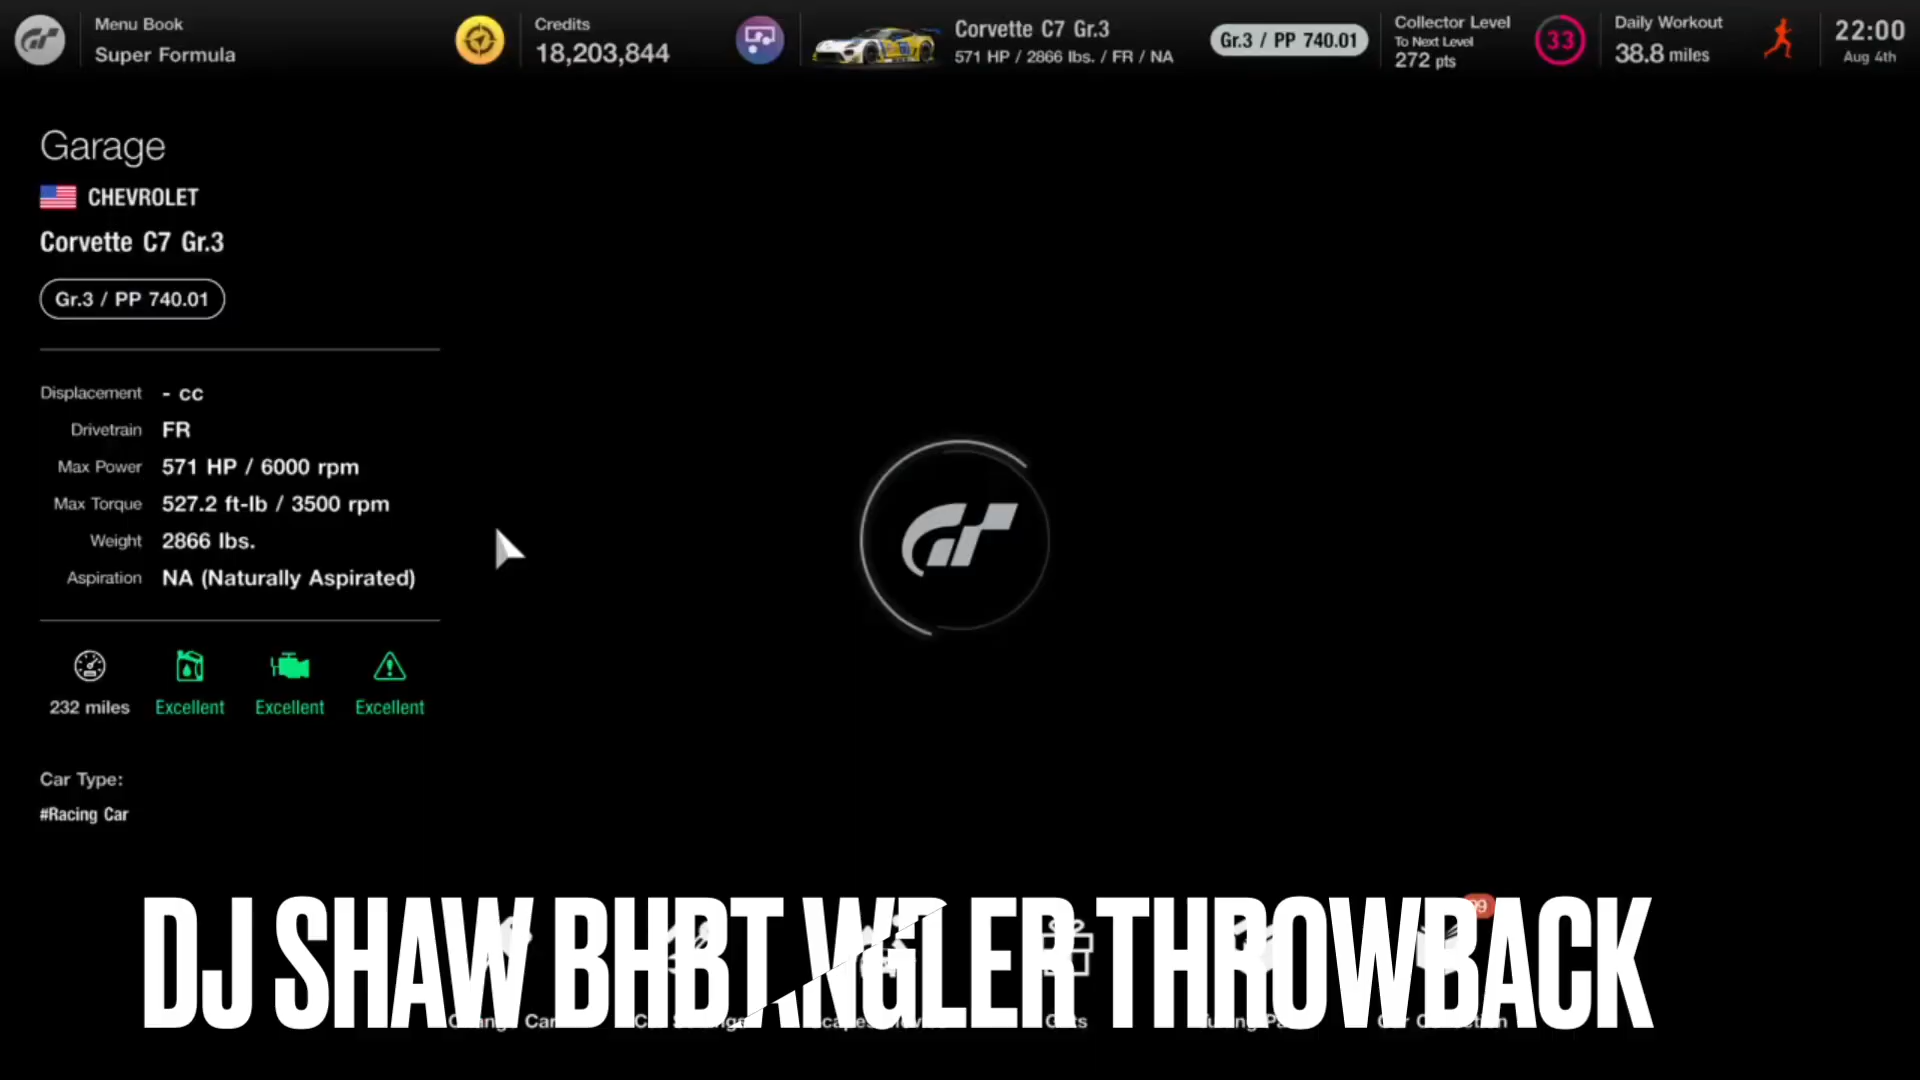 Menu Book
Super Formula
Credits
18,203,844
Corvette C7 Gr.3
571 HP / 2866 lbs. / FR / NA
Gr.3 / PP 740.01
Collector Level
To Next Level
272 pts
33
Daily Workout
38.8 miles
22:00
Aug 4th
Garage
CHEVROLET
Corvette C7 Gr.3
Gr.3 / PP 740.01
Displacement - cc
Drivetrain FR
Max Power 571 HP / 6000 rpm
Max Torque 527.2 ft-lb / 3500 rpm
Weight 2866 lbs.
Aspiration NA (Naturally Aspirated)
232 miles Excellent Excellent Excellent
Car Type:
#Racing Car
DJ SHAW THROWBACK